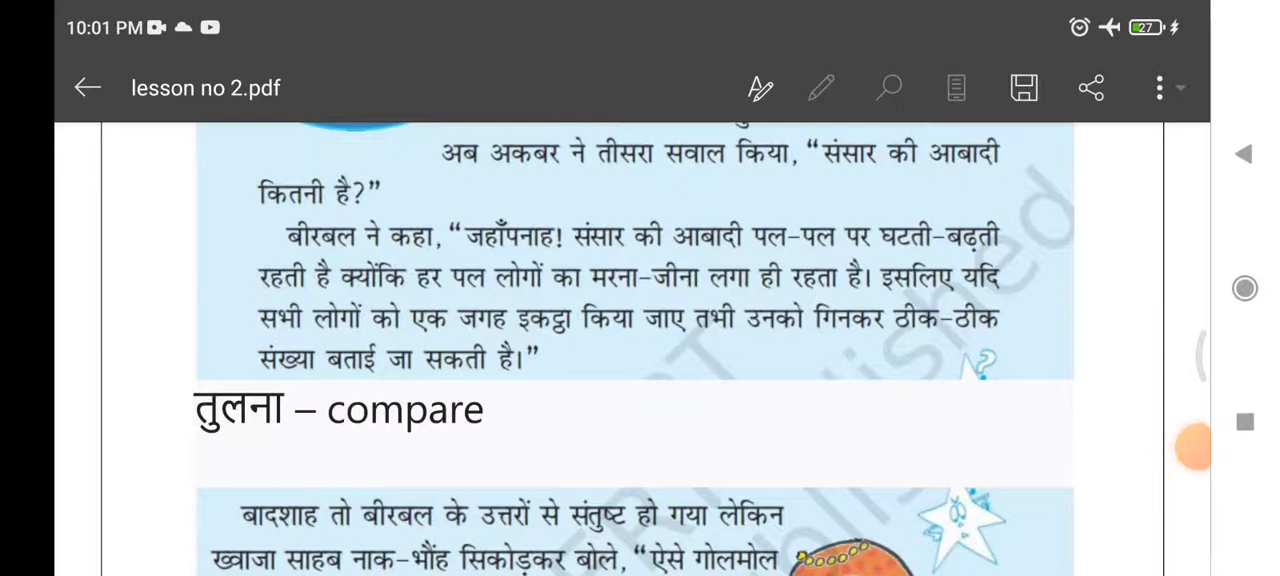 10:01 PM
27
lesson no 2.pdf
अब अकबर ने तीसरा सवाल किया, “संसार की आबादी
कितनी है?”
बीरबल ने कहा, “जहाँपनाह! संसार की आबादी पल-पल पर घटती-बढ़ती
रहती है क्योंकि हर पल लोगों का मरना-जीना लगा ही रहता है। इसलिए यदि
सभी लोगों को एक जगह इकट्ठा किया जाए तभी उनको गिनकर ठीक-ठीक
संख्या बताई जा सकती है।”
तुलना – compare
बादशाह तो बीरबल के उत्तरों से संतुष्ट हो गया लेकिन
ख्वाजा साहब नाक-भौंह सिकोड़कर बोले, “ऐसे गोलमोल